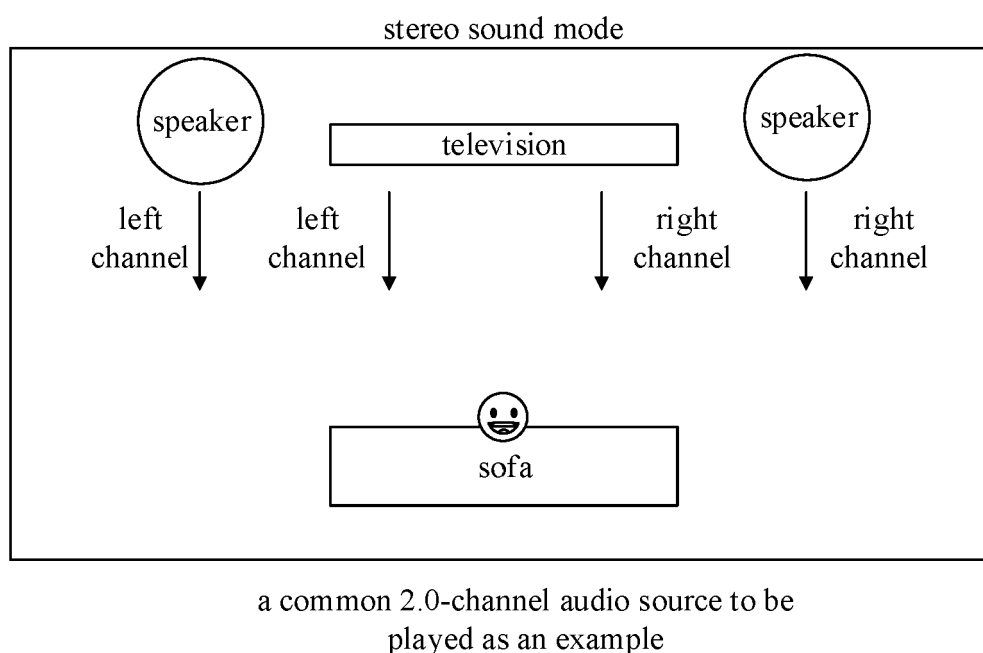 stereo sound mode
speaker
television
speaker
left
channel
left
channel
right
channel
right
channel
sofa
a common 2.0-channel audio source to be
played as an example